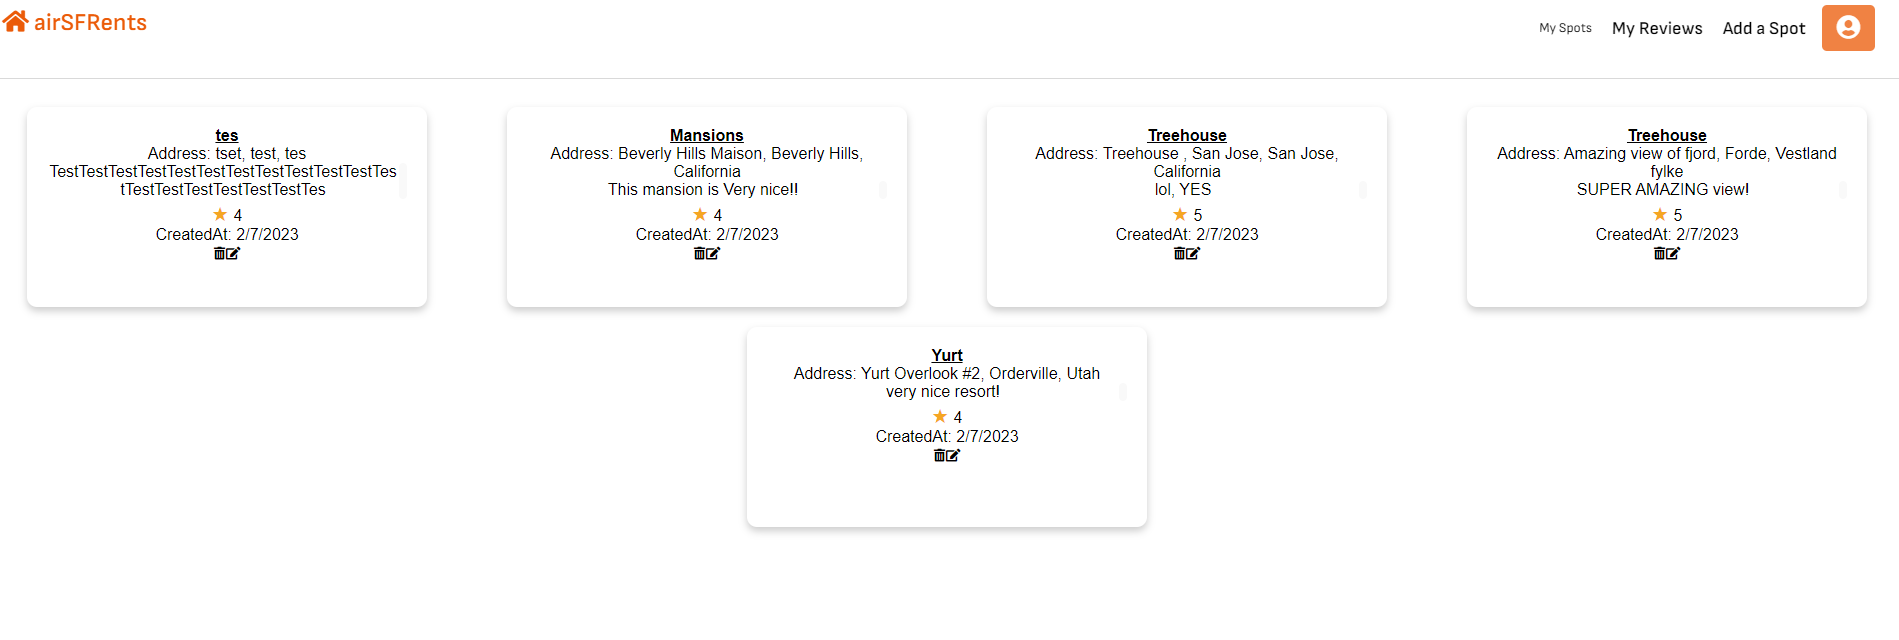 airSFRents
My Spots
My Reviews
Add a Spot
tes
Address: tset, test, tes
TestTestTestTestTestTestTestTestTestTestTestTes
tTestTestTestTestTestTestTes
4
CreatedAt: 2/7/2023
Mansions
Address: Beverly Hills Maison, Beverly Hills,
California
This mansion is Very nice!!
4
CreatedAt: 2/7/2023
Treehouse
Address: Treehouse , San Jose, San Jose,
California
lol, YES
5
CreatedAt: 2/7/2023
Treehouse
Address: Amazing view of fjord, Forde, Vestland
fylke
SUPER AMAZING view!
5
CreatedAt: 2/7/2023
Yurt
Address: Yurt Overlook #2, Orderville, Utah
very nice resort!
4
CreatedAt: 2/7/2023